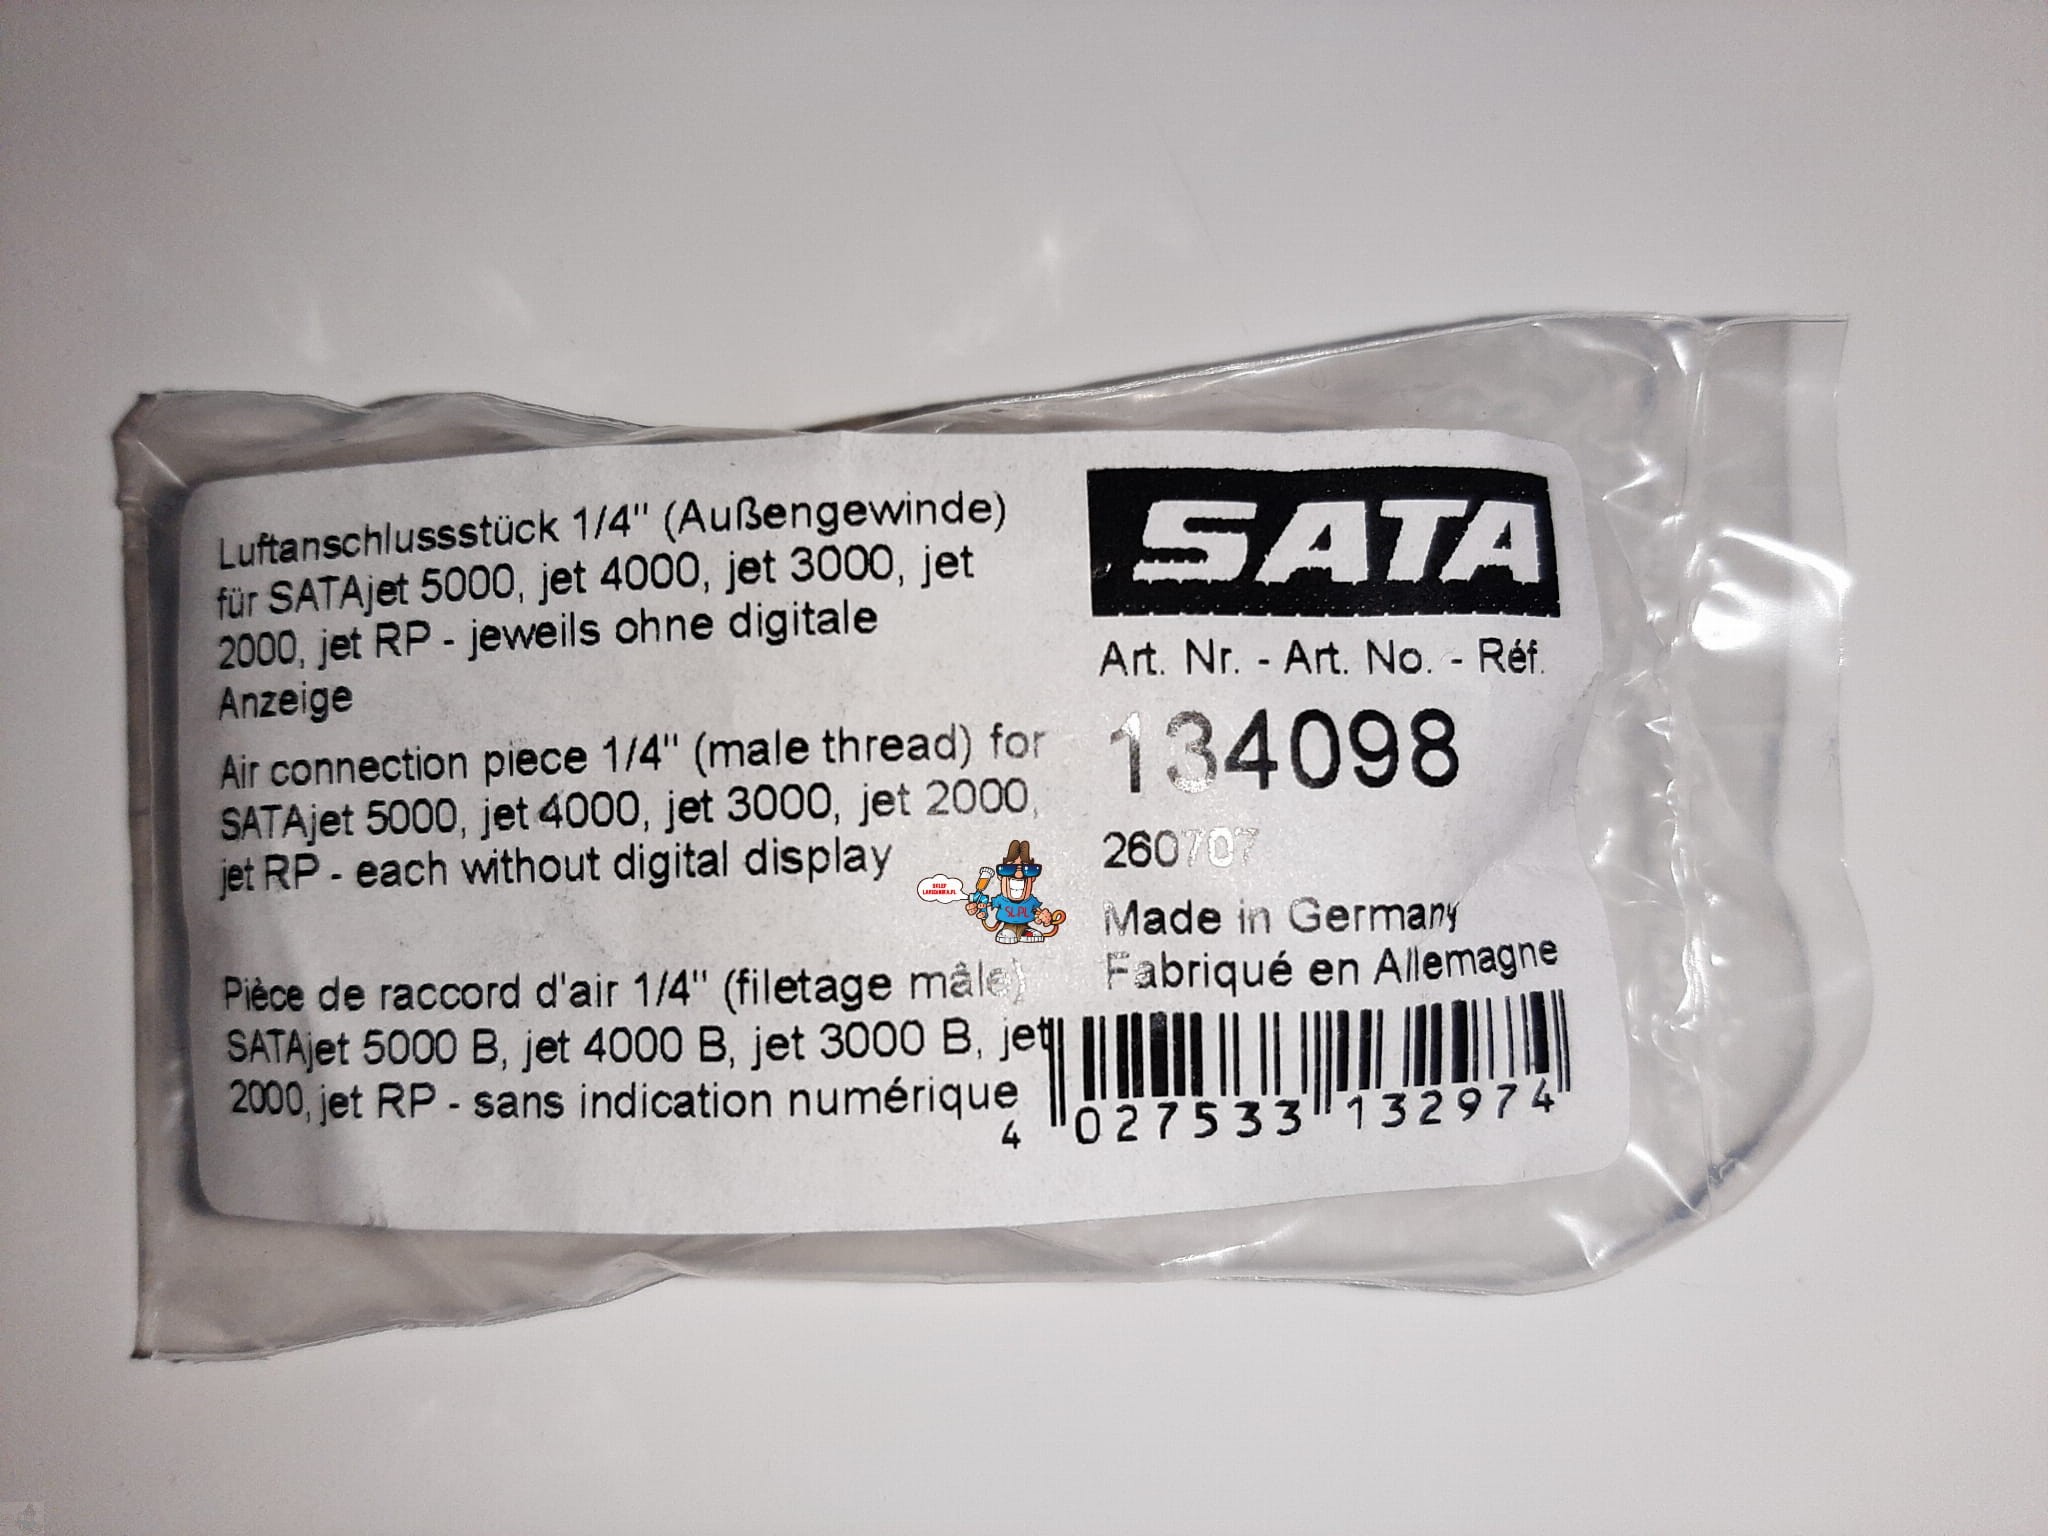 Luftanschlussstück 1/4" (Außengewinde)
für SATAjet 5000, jet 4000, jet 3000, jet
2000, jet RP - jeweils ohne digitale
Anzeige
Air connection piece 1/4" (male thread) for
SATAjet 5000, jet 4000, jet 3000, jet 2000,
jet RP - each without digital display
Pièce de raccord d'air 1/4" (filetage mâle)
SATAjet 5000 B, jet 4000 B, jet 3000 B, jet
2000, jet RP - sans indication numérique
SATA
Art. Nr. - Art. No. - Réf.
134098
260707
Made in Germany
Fabriqué en Allemagne
4 027533 132974
SKLEP
SL.PL